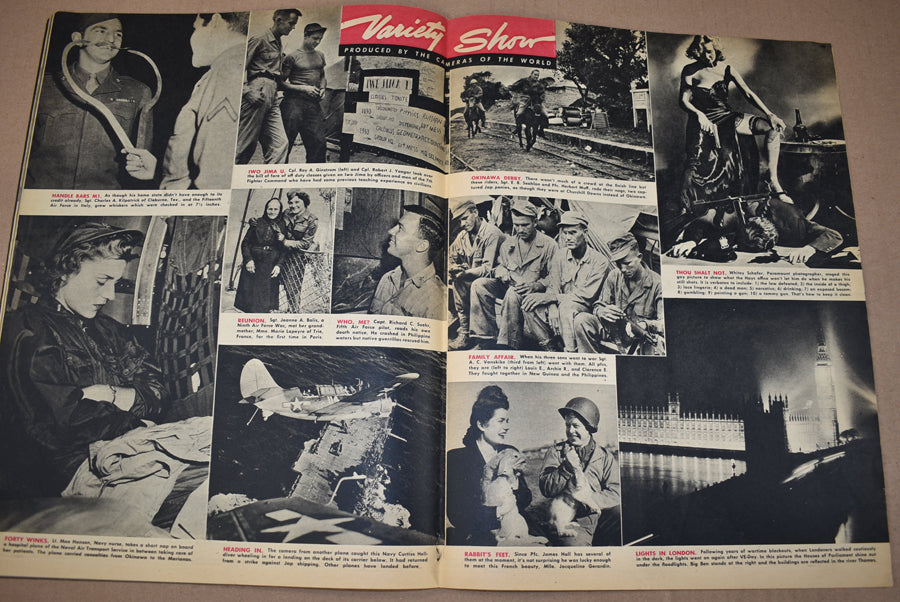 Variety Show
PRODUCED BY THE CAMERAS OF THE WORLD
IWO JIMA U
CLASSES TONITE
HANDLE BARS M1. As though his home state didn't have enough to its
credit already, Sgt. Charles A. Kilpatrick of Cleburne, Tex., and the Fifteenth
Air Force in Italy, grew whiskers which were checked in at 7½ inches.
IWO JIMA U. Cpl. Roy A. Ginstrom (left) and Cpl. Robert J. Yeager look over
the bill of fare of off duty classes given on Iwo Jima by officers and men of the 7th
Fighter Command who have had some previous teaching experience as civilians.
OKINAWA DERBY. There wasn't much of a crowd at the finish line but
these riders, Sgt. E. B. and Pfc. Herbert Huff, rode their nags, two cap-
tured Jap ponies, as though they were at Churchill Downs instead of Okinawa.
THOU SHALT NOT. Whitey Schafer, Paramount photographer, staged this
gay picture to show what the Hays office won't let him do when he makes his
still shots. It is verboten to include: 1) the law defeated, 2) the inside of a thigh,
3) lace lingerie; 4) a dead man, 5) narcotics; 6) drinking; 7) an exposed bosom;
8) gambling; 9) pointing a gun; 10) a tommy gun. That's how to keep it clean.
REUNION. Sgt. Jeanne A. Balis, a
Ninth Air Force Wac, met her grand-
mother, Mme. Marie Lapeyre of Trie,
France, for the first time in Paris.
WHO, ME? Capt. Richard C. Suehr,
Fifth Air Force pilot, reads his own
death notice. He crashed in Philippine
waters but native guerrillas rescued him.
FAMILY AFFAIR. When his three sons went to war Sgt.
A. C. Vanskike (third from left) went with them. All pfcs,
they are (left to right) Louis E., Archie R., and Clarence E.
They fought together in New Guinea and the Philippines.
FORTY WINKS. Lt. Mae Hanson, Navy nurse, takes a short nap on board
a hospital plane of the Naval Air Transport Service in between taking care of
her patients. The plane carried casualties from Okinawa to the Marianas.
HEADING IN. The camera from another plane caught this Navy Curtiss Hell-
diver wheeling in for a landing on the deck of its carrier below. It had returned
from a strike against Jap shipping. Other planes have landed before.
RABBIT'S FEET. Since Pfc. James Hall has several of
them at the moment, it's not surprising he was lucky enough
to meet this French beauty, Mlle. Jacqueline Gerardin.
LIGHTS IN LONDON. Following years of wartime blackouts, when Londoners walked cautiously
in the dark, the lights went on again after VE-Day. In this picture the Houses of Parliament shine out
under the floodlights. Big Ben stands at the right and the buildings are reflected in the river Thames.